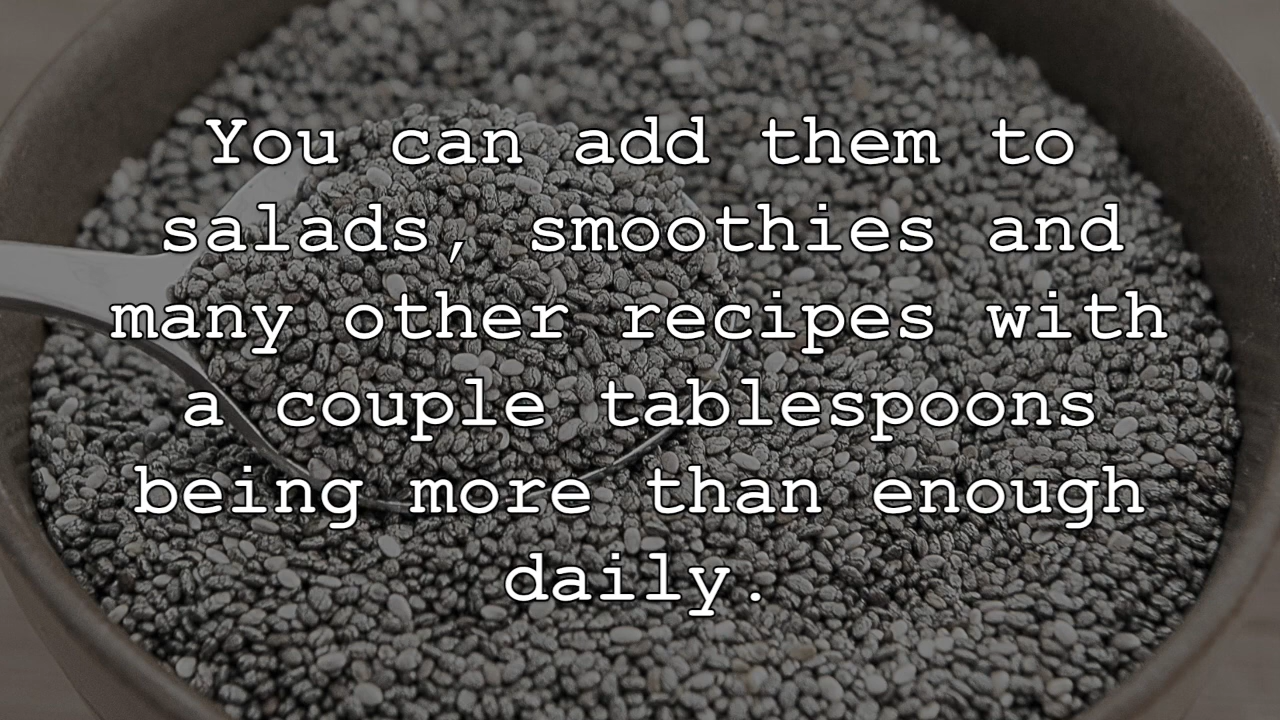 You can add them to
salads, smoothies and
many other recipes with
a couple tablespoons
being more than enough
daily.